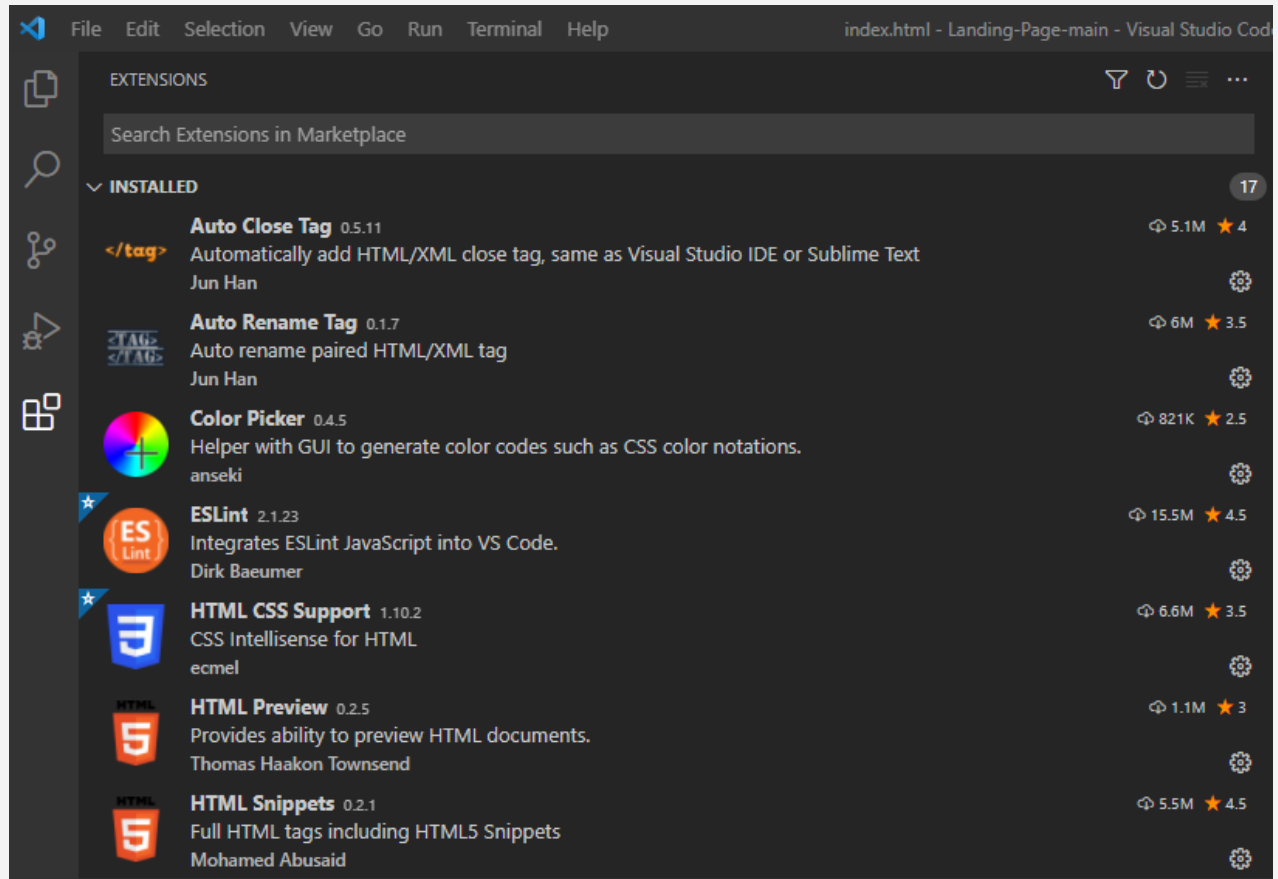 File Edit Selection View Go Run Terminal Help index.html - Landing-Page-main - Visual Studio Cod
EXTENSIONS
Search Extensions in Marketplace
INSTALLED 17
Auto Close Tag 0.5.11 5.1M 4
</tag> Automatically add HTML/XML close tag, same as Visual Studio IDE or Sublime Text
Jun Han
Auto Rename Tag 0.1.7 6M 3.5
<TAG>
</TAG> Auto rename paired HTML/XML tag
Jun Han
Color Picker 0.4.5 821K 2.5
Helper with GUI to generate color codes such as CSS color notations.
anseki
ESLint 2.1.23 15.5M 4.5
{ES Lint} Integrates ESLint JavaScript into VS Code.
Dirk Baeumer
HTML CSS Support 1.10.2 6.6M 3.5
3 CSS Intellisense for HTML
ecmel
HTML HTML Preview 0.2.5 1.1M 3
5 Provides ability to preview HTML documents.
Thomas Haakon Townsend
HTML HTML Snippets 0.2.1 5.5M 4.5
5 Full HTML tags including HTML5 Snippets
Mohamed Abusaid